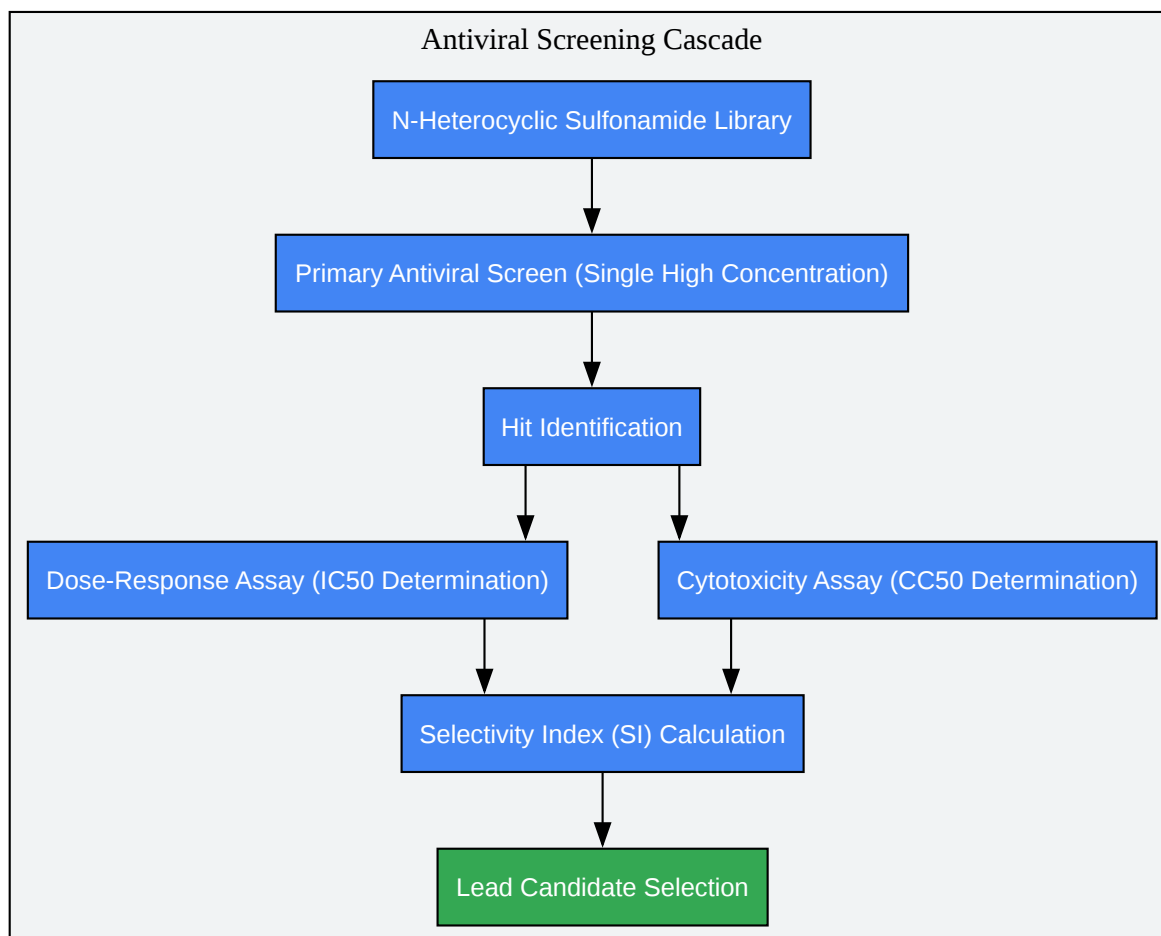 Antiviral Screening Cascade
N-Heterocyclic Sulfonamide Library
Primary Antiviral Screen (Single High Concentration)
Hit Identification
Dose-Response Assay (IC50 Determination)
Cytotoxicity Assay (CC50 Determination)
Selectivity Index (SI) Calculation
Lead Candidate Selection